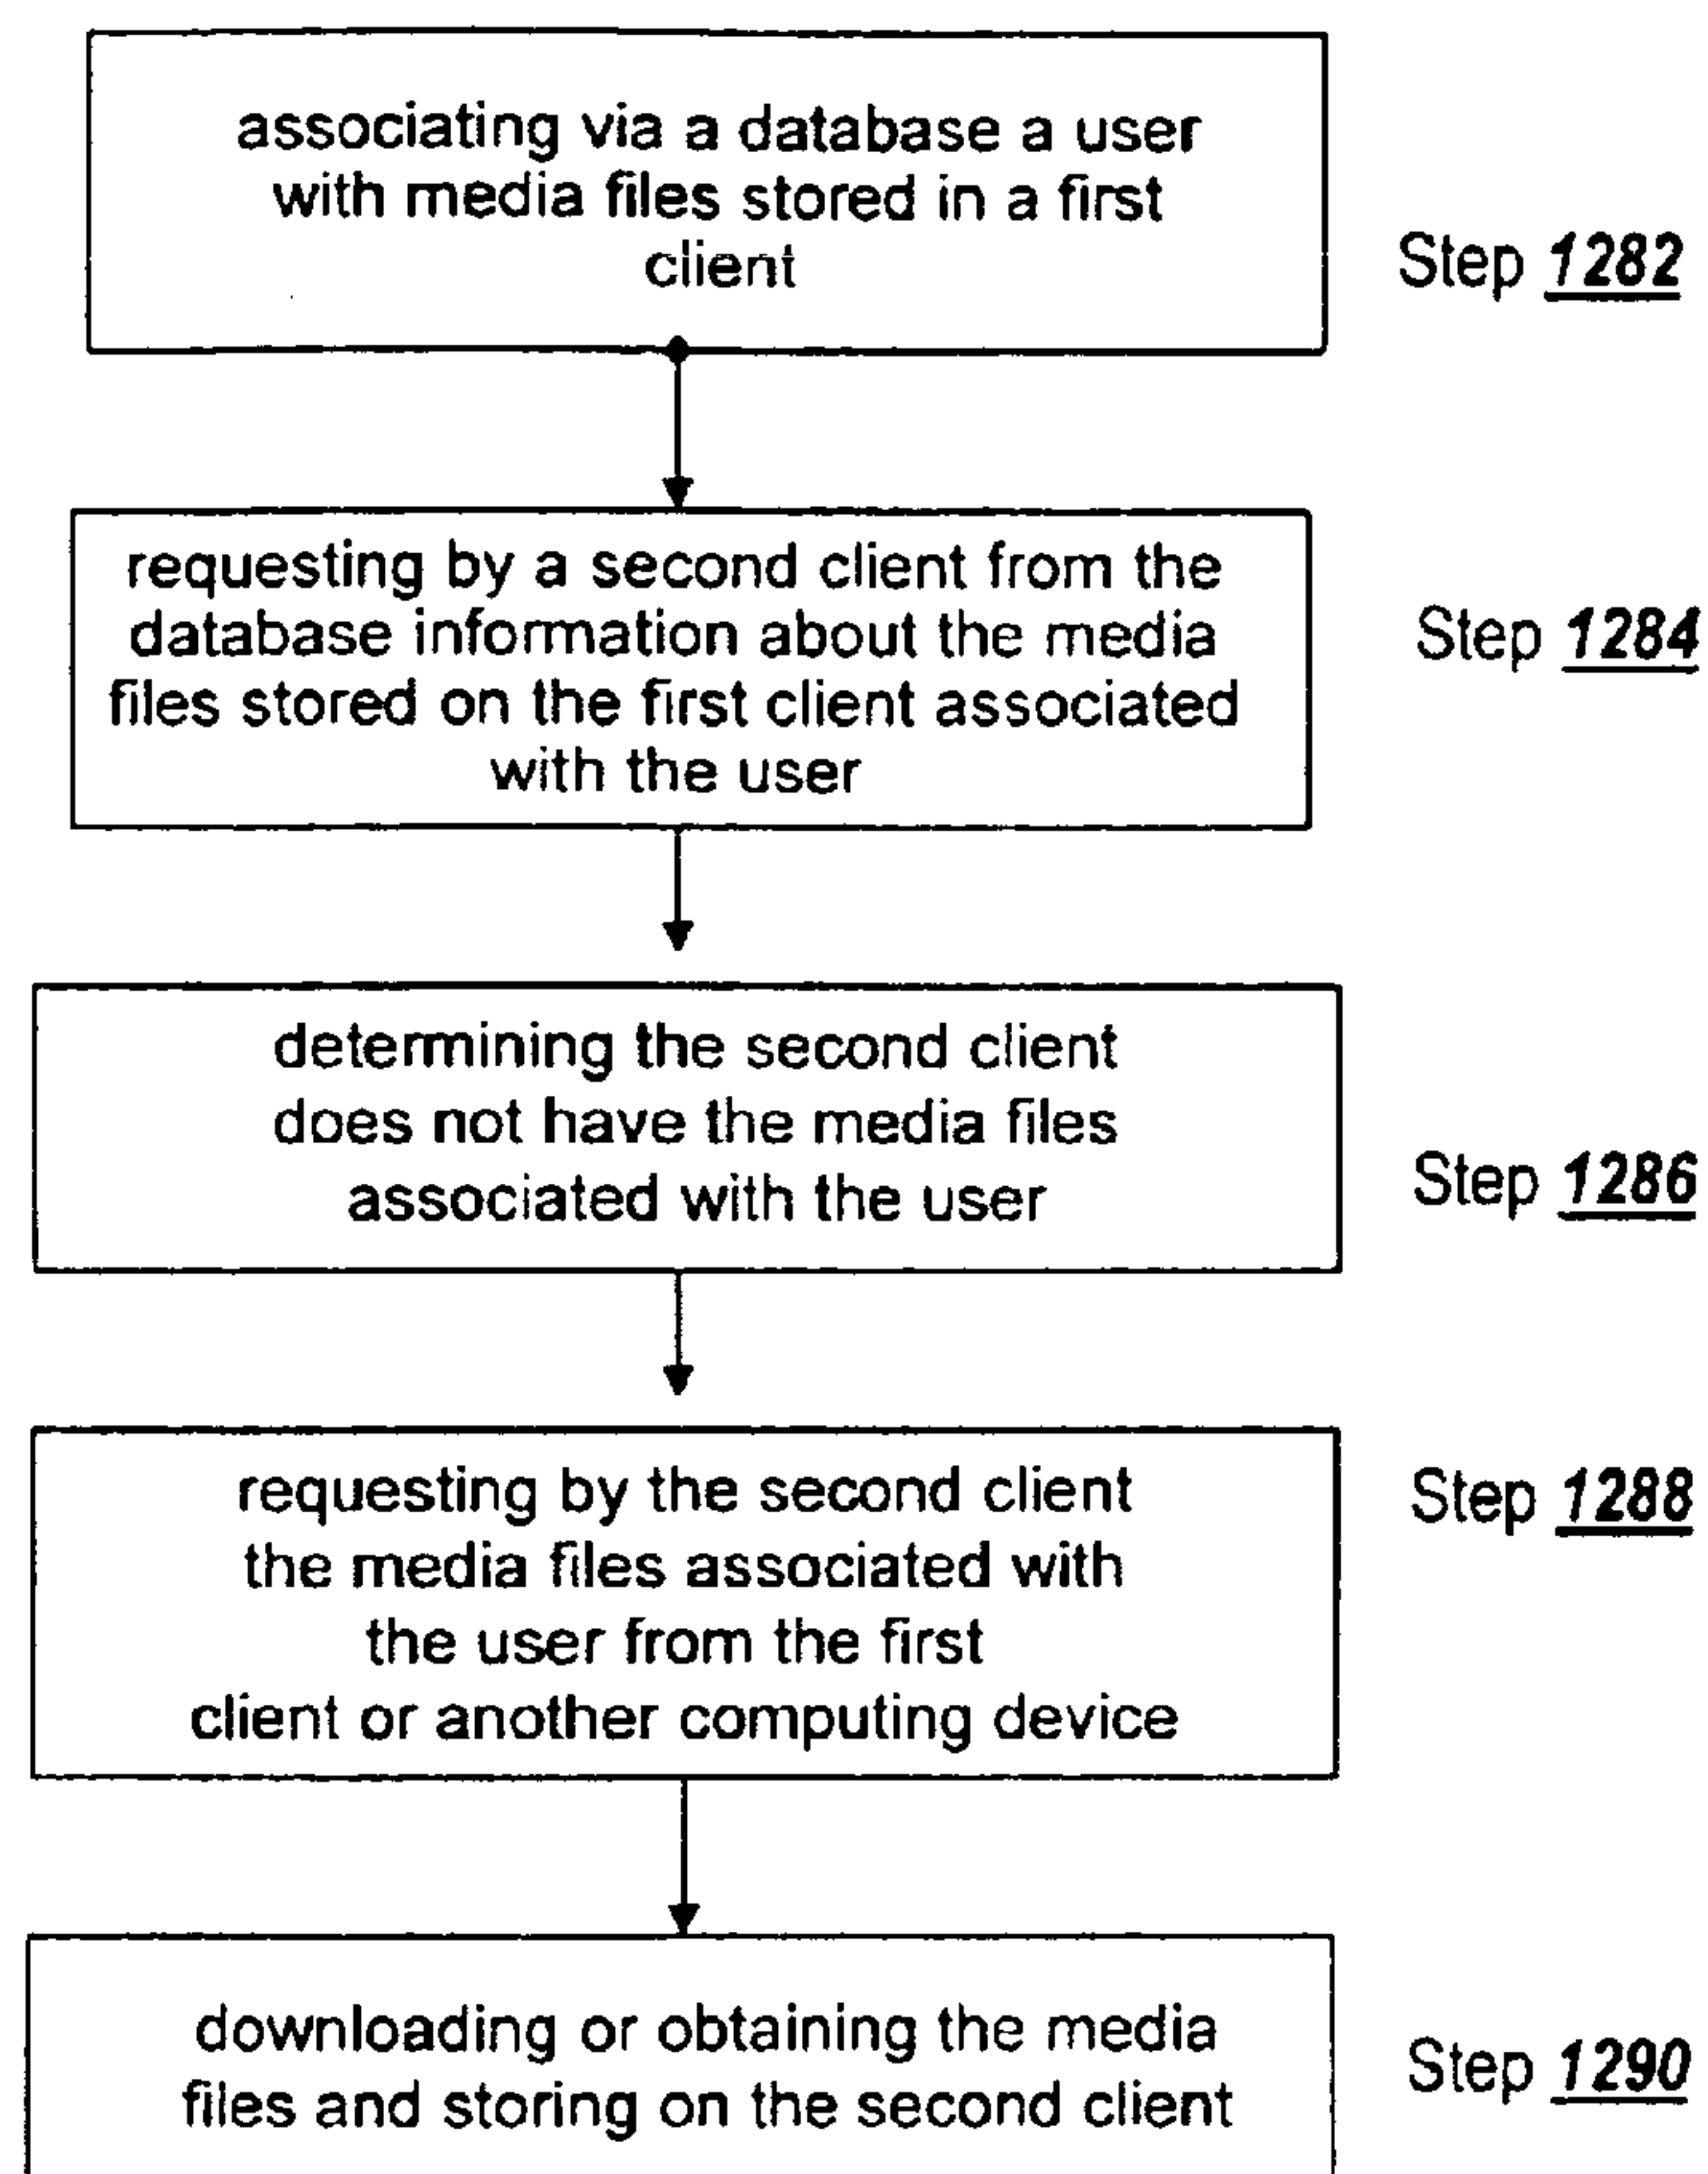 associating via a database a user
with media files stored in a first
client
Step 1282
requesting by a second client from the
database information about the media
files stored on the first client associated
with the user
Step 1284
determining the second client
does not have the media files
associated with the user
Step 1286
requesting by the second client
the media files associated with
the user from the first
client or another computing device
Step 1288
downloading or obtaining the media
files and storing on the second client
Step 1290